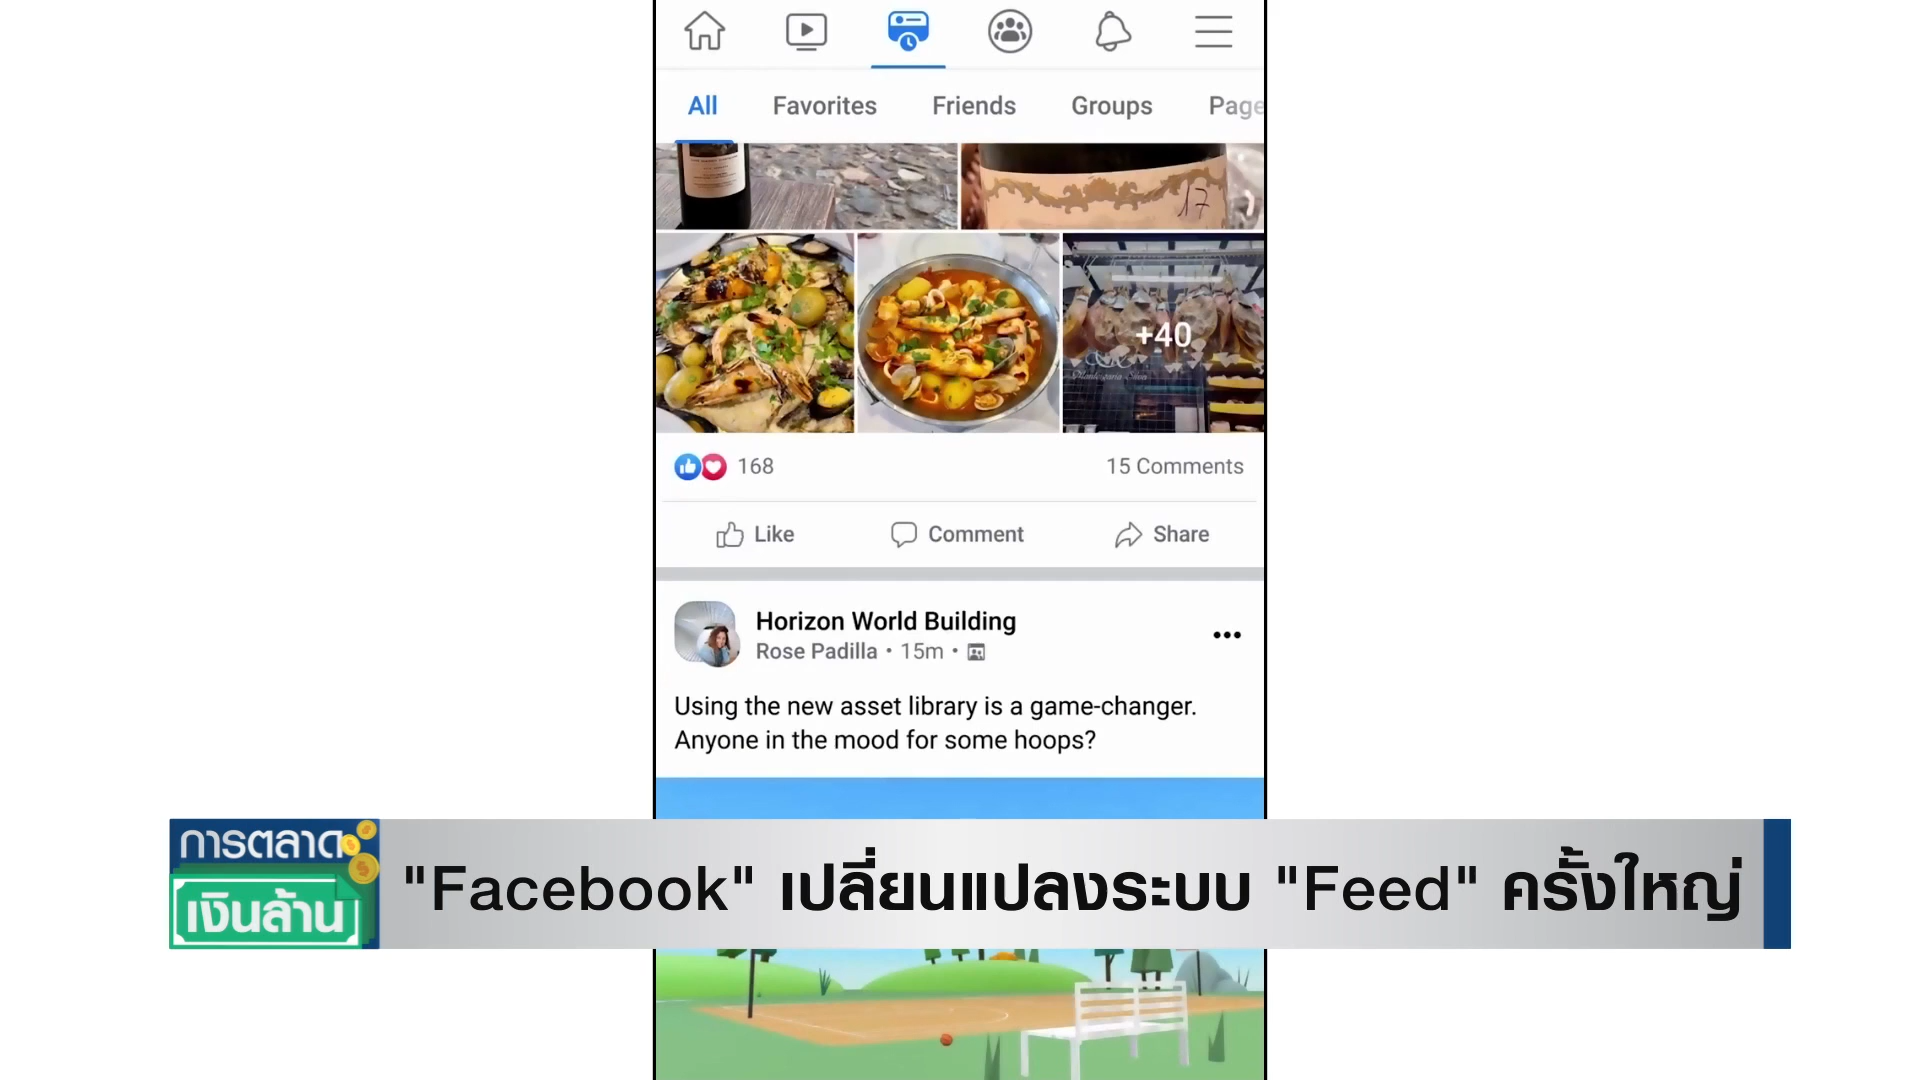 All Favorites Friends Groups Page
17
+40
168 15 Comments
Like Comment Share
Horizon World Building
Rose Padilla • 15m •
Using the new asset library is a game-changer.
Anyone in the mood for some hoops?
การตลาด
เงินล้าน
"Facebook" เปลี่ยนแปลงระบบ "Feed" ครั้งใหญ่